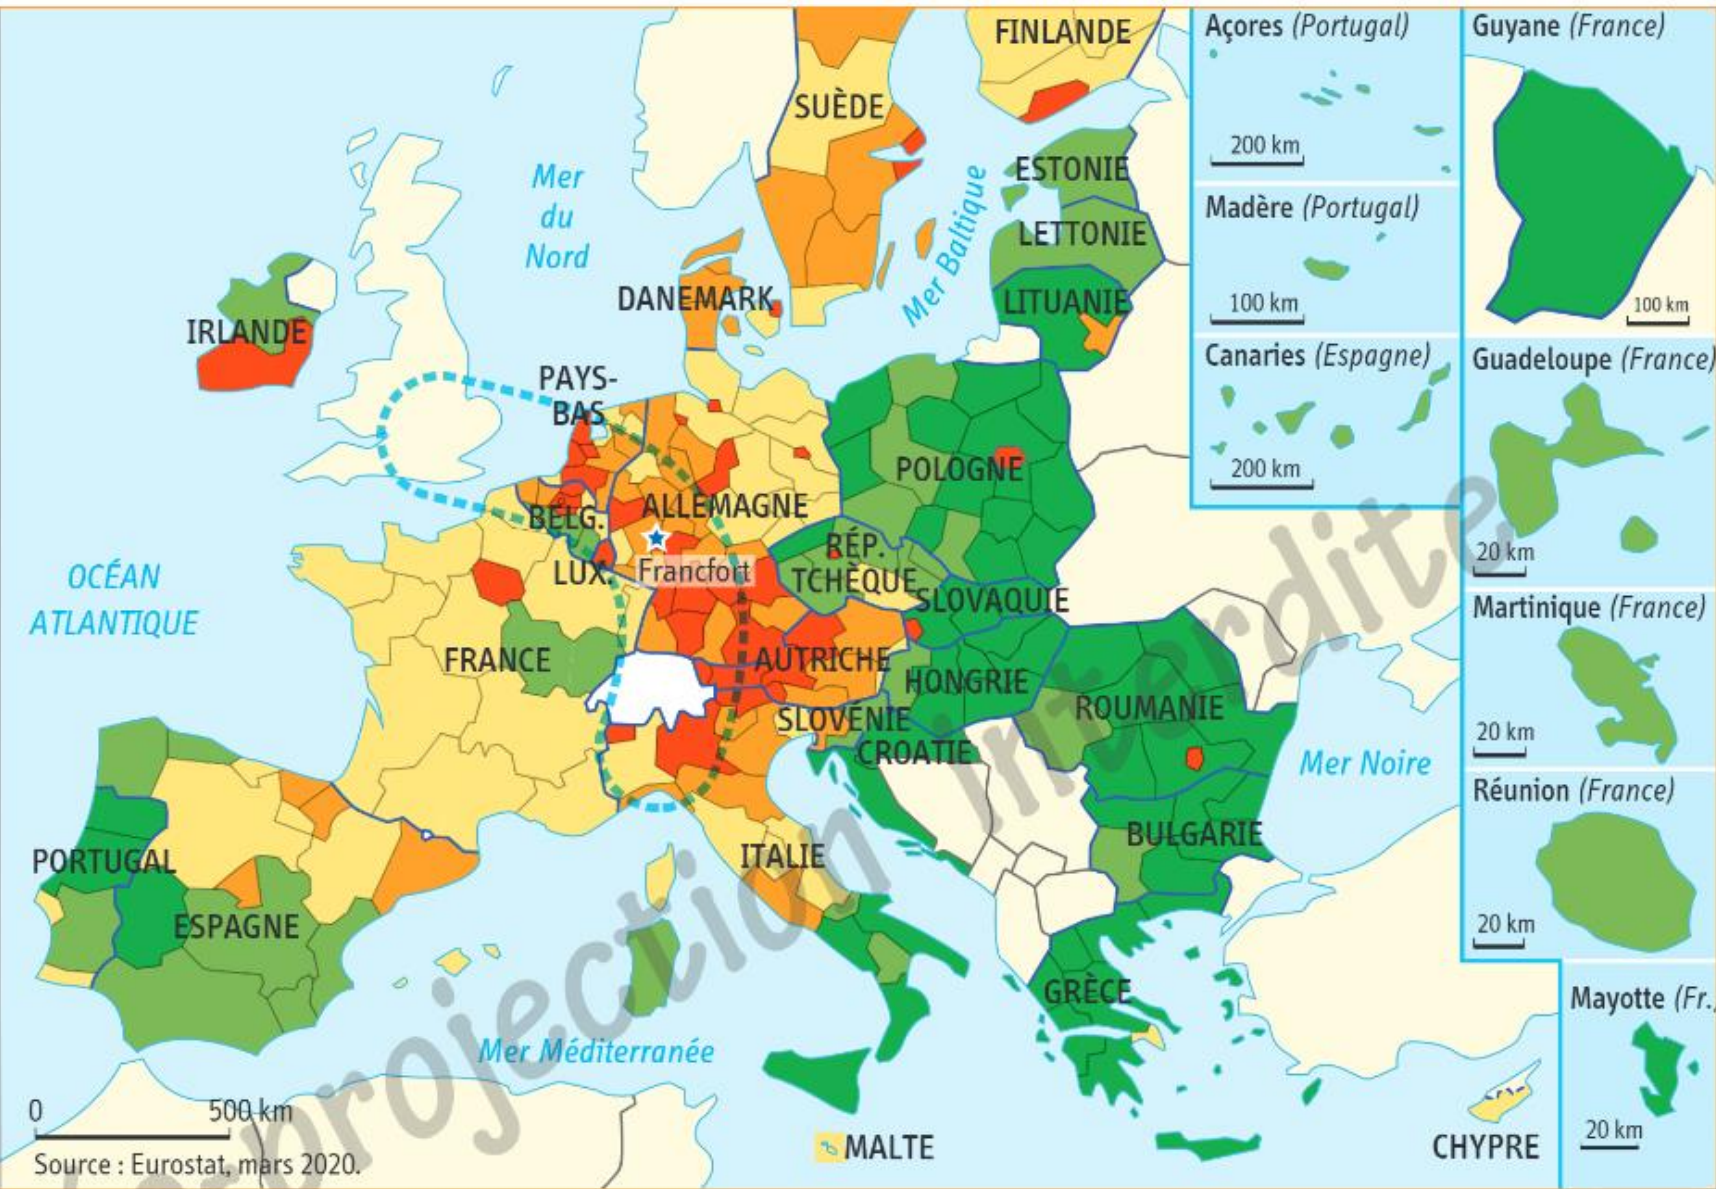 FINLANDE
SUÈDE
ESTONIE
LETTONIE
LITUANIE
Mer
du
Nord
Mer Baltique
DANEMARK
IRLANDE
PAYS-
BAS
POLOGNE
ALLEMAGNE
BELG.
LUX.
Francfort
RÉP.
TCHÈQUE
SLOVAQUIE
OCÉAN
ATLANTIQUE
FRANCE
AUTRICHE
HONGRIE
ROUMANIE
SLOVÉNIE
CROATIE
Mer Noire
BULGARIE
PORTUGAL
ITALIE
ESPAGNE
GRÈCE
Mer Méditerranée
MALTE
CHYPRE
0 500 km
Source : Eurostat, mars 2020.
projection interdite
Açores (Portugal)
200 km
Madère (Portugal)
100 km
Canaries (Espagne)
200 km
Guyane (France)
100 km
Guadeloupe (France)
20 km
Martinique (France)
20 km
Réunion (France)
20 km
Mayotte (Fr.)
20 km